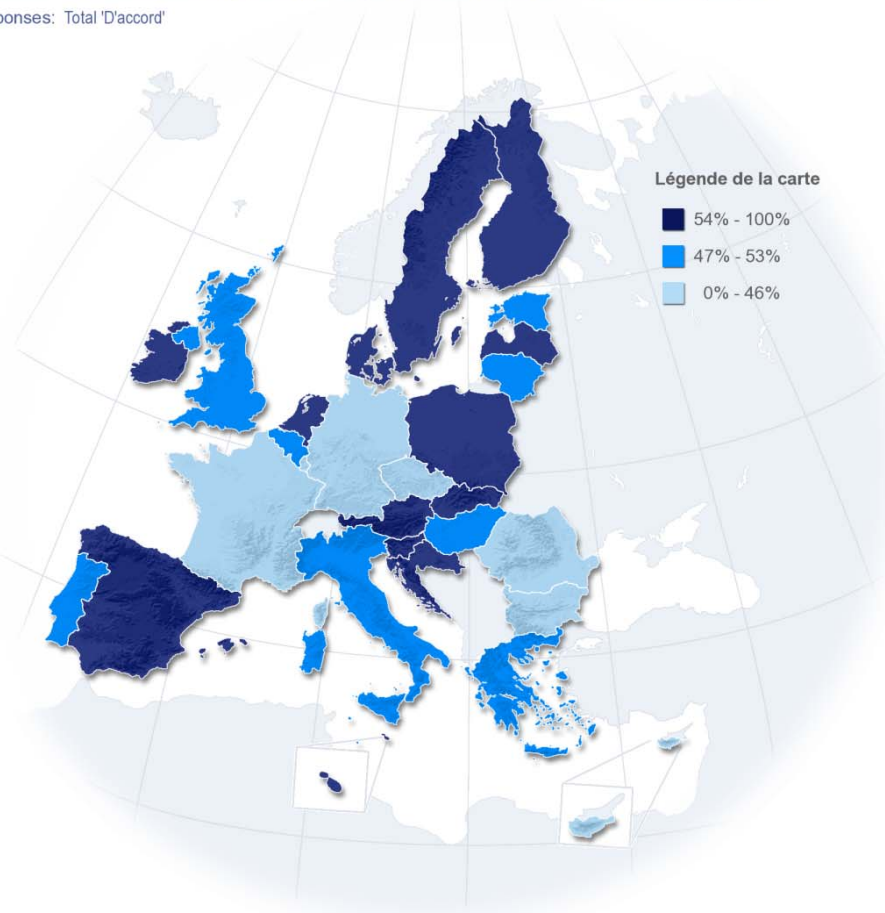 ponses: Total 'D'accord'
Légende de la carte
54% - 100%
47% - 53%
0% - 46%